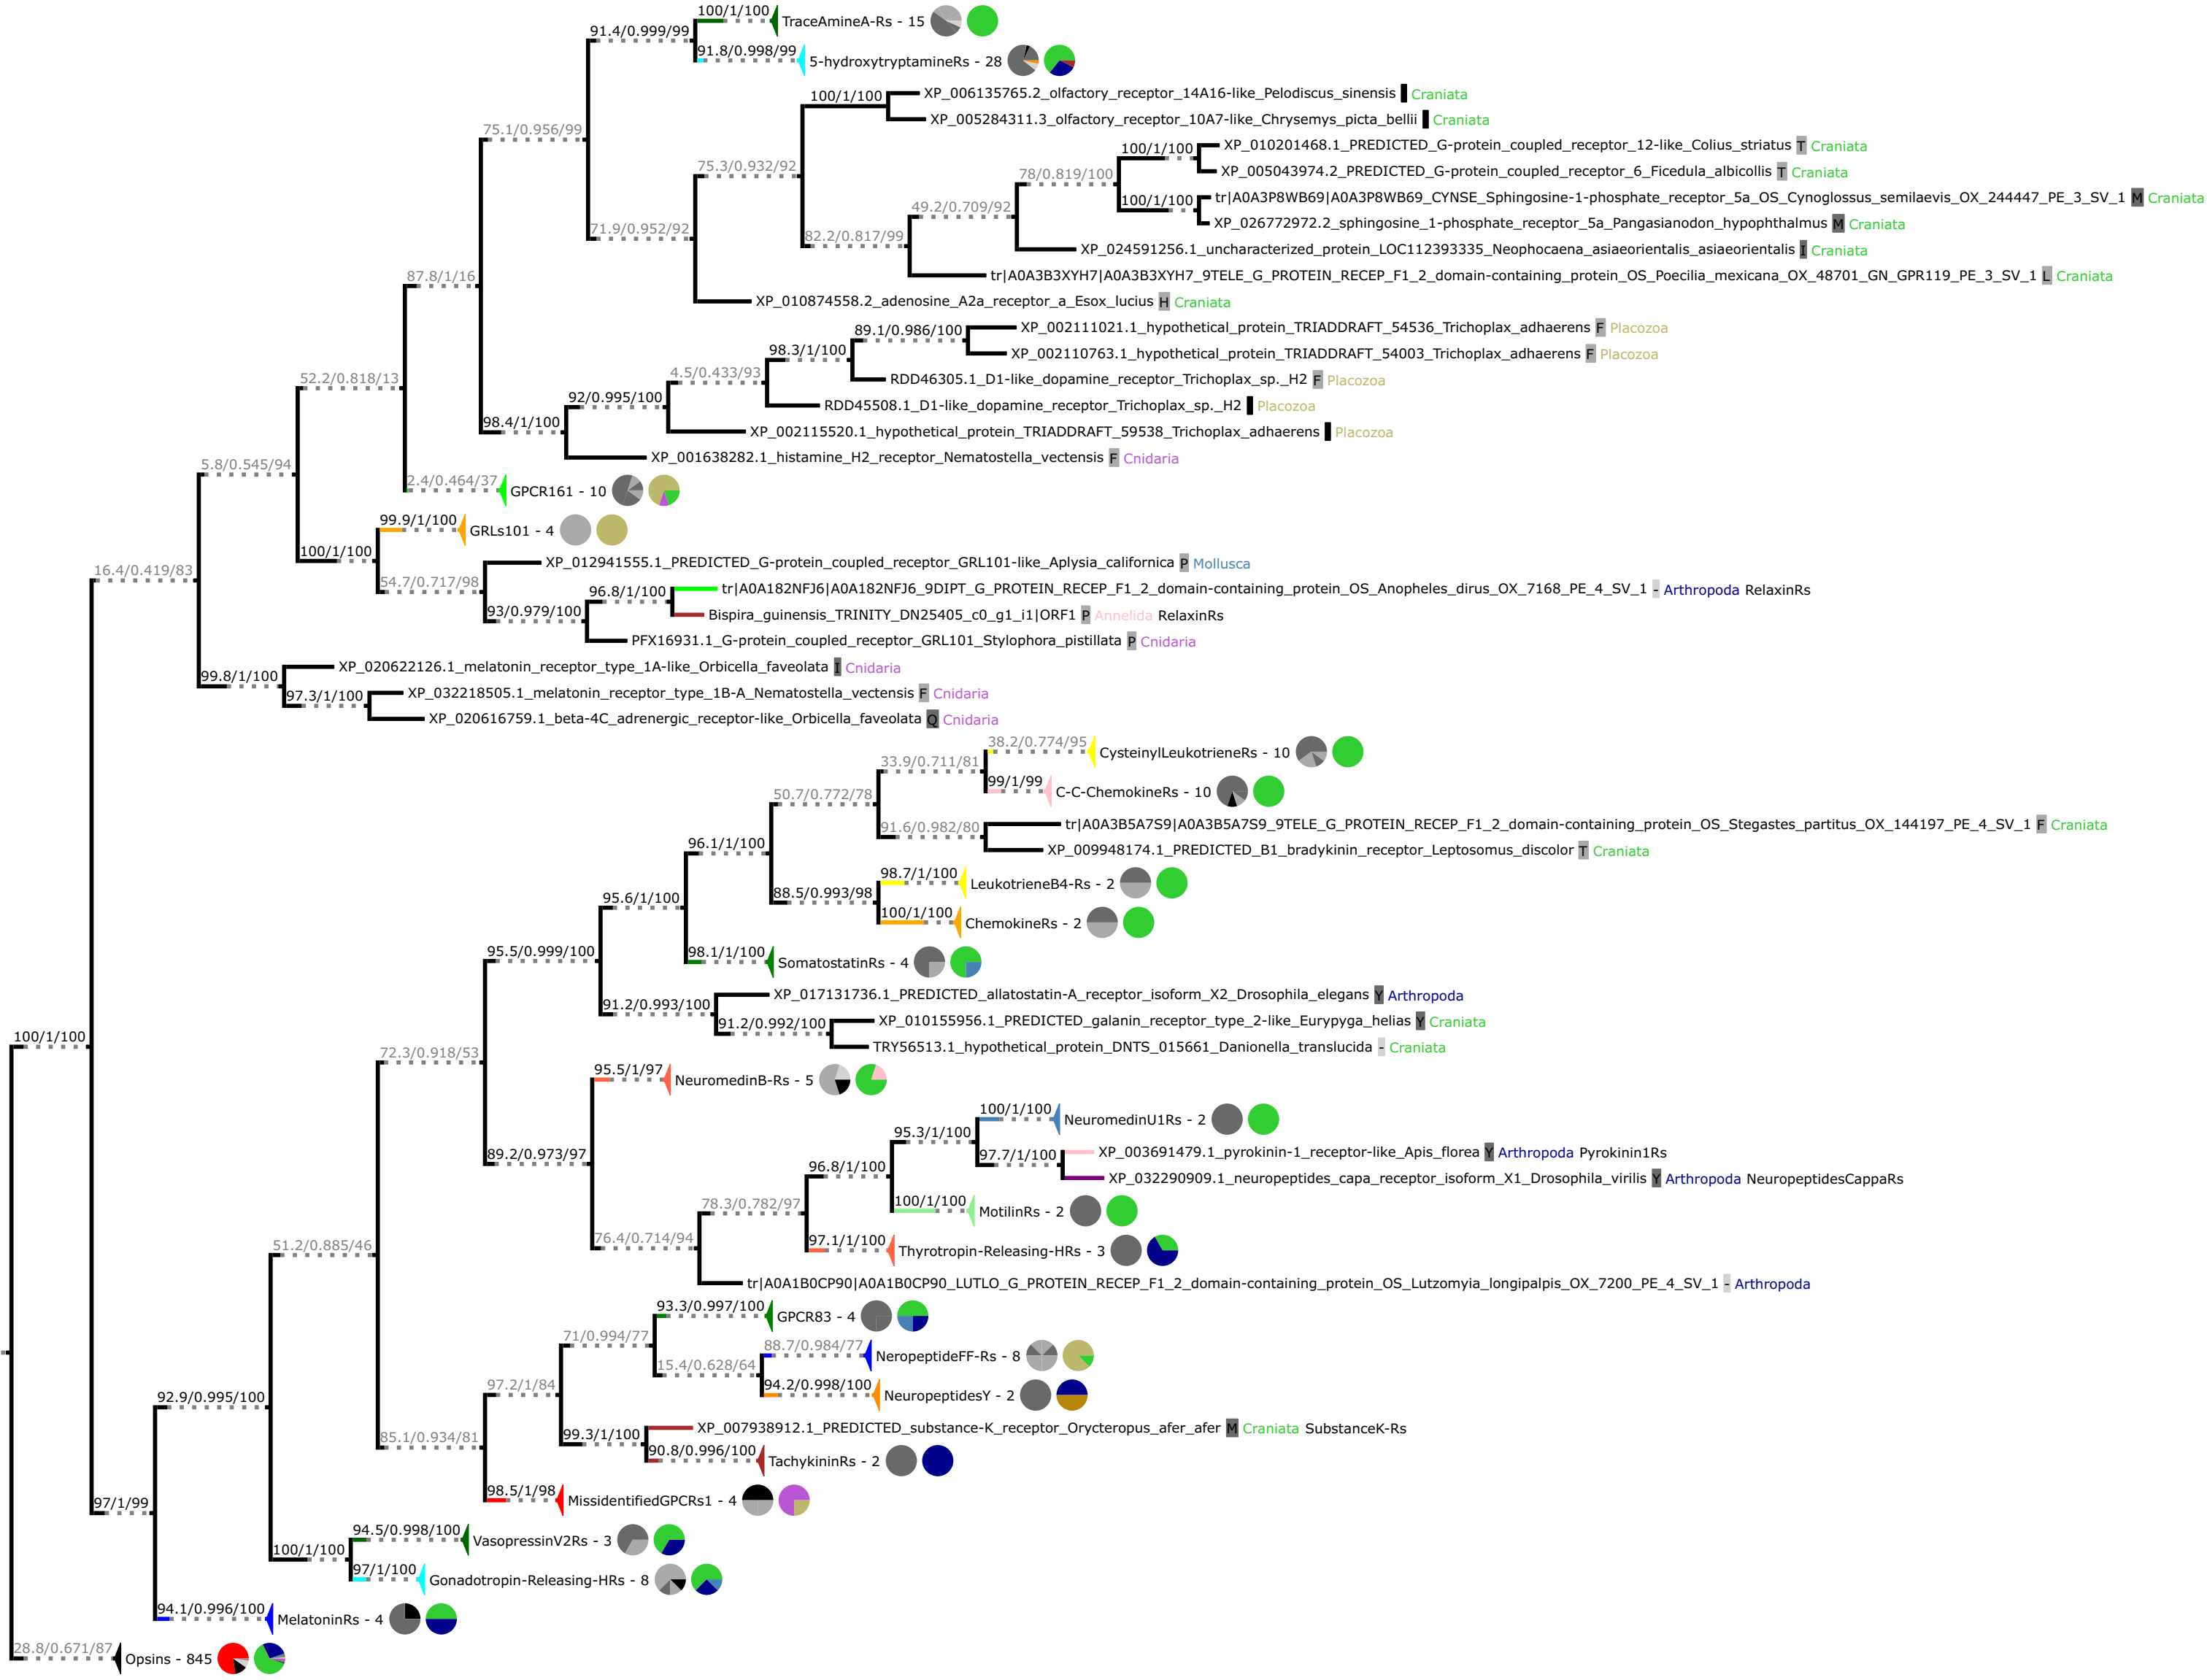 100/1/100
TraceAmineA-Rs - 15
91.4/0.999/99
91.8/0.998/99
5-hydroxytryptamineRs - 28
XP_006135765.2_olfactory_receptor_14A16-like_Pelodiscus_sinensis Craniata
100/1/100
XP_005284311.3_olfactory_receptor_10A7-like_Chrysemys_picta_bellii Craniata
75.1/0.956/99
XP_010201468.1_PREDICTED_G-protein_coupled_receptor_12-like_Colius_striatus T Craniata
100/1/100
75.3/0.932/92
XP_005043974.2_PREDICTED_G-protein_coupled_receptor_6_Ficedula_albicollis T Craniata
78/0.819/100
tr|A0A3P8WB69|A0A3P8WB69_CYNSE_Sphingosine-1-phosphate_receptor_5a_OS_Cynoglossus_semilaevis_OX_244447_PE_3_SV_1 M Craniata
100/1/100
49.2/0.709/92
XP_026772972.2_sphingosine_1-phosphate_receptor_5a_Pangasianodon_hypophthalmus M Craniata
71.9/0.952/92
82.2/0.817/99
XP_024591256.1_uncharacterized_protein_LOC112393335_Neophocaena_asiaeorientalis_asiaeorientalis I Craniata
87.8/1/16
tr|A0A3B3XYH7|A0A3B3XYH7_9TELE_G_PROTEIN_RECEP_F1_2_domain-containing_protein_OS_Poecilia_mexicana_OX_48701_GN_GPR119_PE_3_SV_1 L Craniata
XP_010874558.2_adenosine_A2a_receptor_a_Esox_lucius H Craniata
89.1/0.986/100
XP_002111021.1_hypothetical_protein_TRIADDRAFT_54536_Trichoplax_adhaerens F Placozoa
98.3/1/100
XP_002110763.1_hypothetical_protein_TRIADDRAFT_54003_Trichoplax_adhaerens F Placozoa
52.2/0.818/13
4.5/0.433/93
RDD46305.1_D1-like_dopamine_receptor_Trichoplax_sp._H2 F Placozoa
92/0.995/100
RDD45508.1_D1-like_dopamine_receptor_Trichoplax_sp._H2 Placozoa
98.4/1/100
XP_002115520.1_hypothetical_protein_TRIADDRAFT_59538_Trichoplax_adhaerens Placozoa
XP_001638282.1_histamine_H2_receptor_Nematostella_vectensis F Cnidaria
5.8/0.545/94
2.4/0.464/37
GPCR161 - 10
99.9/1/100
GRLs101 - 4
100/1/100
XP_012941555.1_PREDICTED_G-protein_coupled_receptor_GRL101-like_Aplysia_californica P Mollusca
16.4/0.419/83
54.7/0.717/98
96.8/1/100
tr|A0A182NFJ6|A0A182NFJ6_9DIPT_G_PROTEIN_RECEP_F1_2_domain-containing_protein_OS_Anopheles_dirus_OX_7168_PE_4_SV_1 - Arthropoda RelaxinRs
93/0.979/100
Bispira_guinensis_TRINITY_DN25405_c0_g1_i1|ORF1 P Annelida RelaxinRs
PFX16931.1_G-protein_coupled_receptor_GRL101_Stylophora_pistillata P Cnidaria
XP_020622126.1_melatonin_receptor_type_1A-like_Orbicella_faveolata I Cnidaria
99.8/1/100
97.3/1/100
XP_032218505.1_melatonin_receptor_type_1B-A_Nematostella_vectensis F Cnidaria
XP_020616759.1_beta-4C_adrenergic_receptor-like_Orbicella_faveolata Q Cnidaria
38.2/0.774/95
CysteinylLeukotrieneRs - 10
33.9/0.711/81
99/1/99
C-C-ChemokineRs - 10
50.7/0.772/78
91.6/0.982/80
tr|A0A3B5A7S9|A0A3B5A7S9_9TELE_G_PROTEIN_RECEP_F1_2_domain-containing_protein_OS_Stegastes_partitus_OX_144197_PE_4_SV_1 F Craniata
96.1/1/100
XP_009948174.1_PREDICTED_B1_bradykinin_receptor_Leptosomus_discolor T Craniata
98.7/1/100
LeukotrieneB4-Rs - 2
88.5/0.993/98
95.6/1/100
100/1/100
ChemokineRs - 2
95.5/0.999/100
98.1/1/100
SomatostatinRs - 4
XP_017131736.1_PREDICTED_allatostatin-A_receptor_isoform_X2_Drosophila_elegans Y Arthropoda
91.2/0.993/100
91.2/0.992/100
XP_010155956.1_PREDICTED_galanin_receptor_type_2-like_Eurypyga_helias Y Craniata
100/1/100
72.3/0.918/53
TRY56513.1_hypothetical_protein_DNTS_015661_Danionella_translucida - Craniata
95.5/1/97
NeuromedinB-Rs - 5
100/1/100
NeuromedinU1Rs - 2
95.3/1/100
89.2/0.973/97
97.7/1/100
XP_003691479.1_pyrokinin-1_receptor-like_Apis_florea Y Arthropoda Pyrokinin1Rs
96.8/1/100
XP_032290909.1_neuropeptides_capa_receptor_isoform_X1_Drosophila_virilis Y Arthropoda NeuropeptidesCappaRs
78.3/0.782/97
100/1/100
MotilinRs - 2
51.2/0.885/46
76.4/0.714/94
97.1/1/100
Thyrotropin-Releasing-HRs - 3
tr|A0A1B0CP90|A0A1B0CP90_LUTLO_G_PROTEIN_RECEP_F1_2_domain-containing_protein_OS_Lutzomyia_longipalpis_OX_7200_PE_4_SV_1 - Arthropoda
93.3/0.997/100
GPCR83 - 4
71/0.994/77
88.7/0.984/77
NeropeptideFF-Rs - 8
15.4/0.628/64
97.2/1/84
94.2/0.998/100
NeuropeptidesY - 2
92.9/0.995/100
XP_007938912.1_PREDICTED_substance-K_receptor_Orycteropus_afer_afer M Craniata SubstanceK-Rs
85.1/0.934/81
99.3/1/100
90.8/0.996/100
TachykininRs - 2
97/1/99
98.5/1/98
MissidentifiedGPCRs1 - 4
94.5/0.998/100
VasopressinV2Rs - 3
100/1/100
97/1/100
Gonadotropin-Releasing-HRs - 8
94.1/0.996/100
MelatoninRs - 4
28.8/0.671/87
Opsins - 845